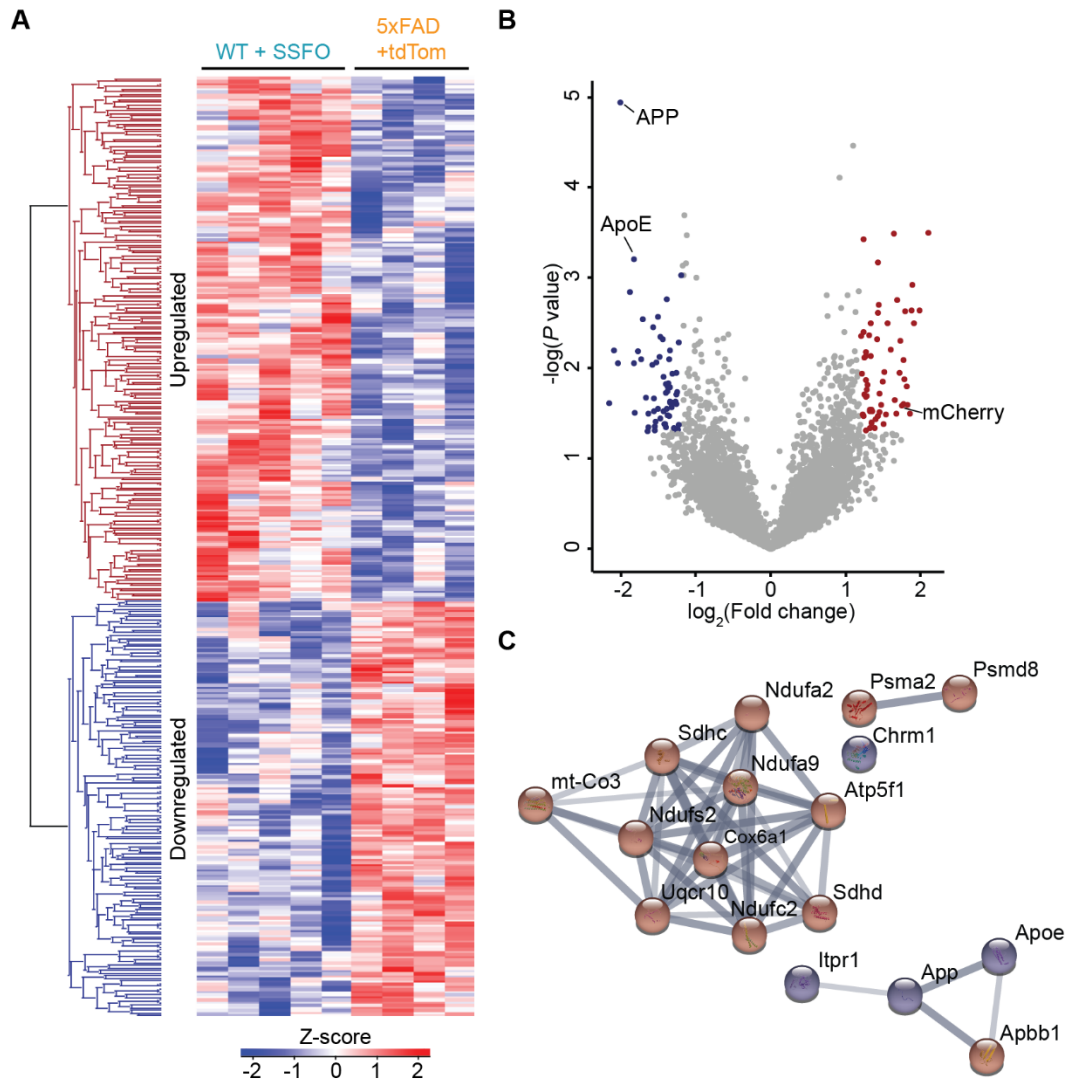 A
WT + SSFO
5xFAD
+tdTom
Upregulated
Downregulated
Z-score
-2 -1 0 1 2
B
5
4
3
2
1
0
-log(P value)
APP
ApoE
mCherry
-2 -1 0 1 2
log2(Fold change)
C
Ndufa2
Psma2
Psmd8
Sdhc
Chrm1
Ndufa9
mt-Co3
Atp5f1
Ndufs2
Cox6a1
Uqcr10
Sdhd
Ndufc2
Itpr1
App
Apoe
Apbb1